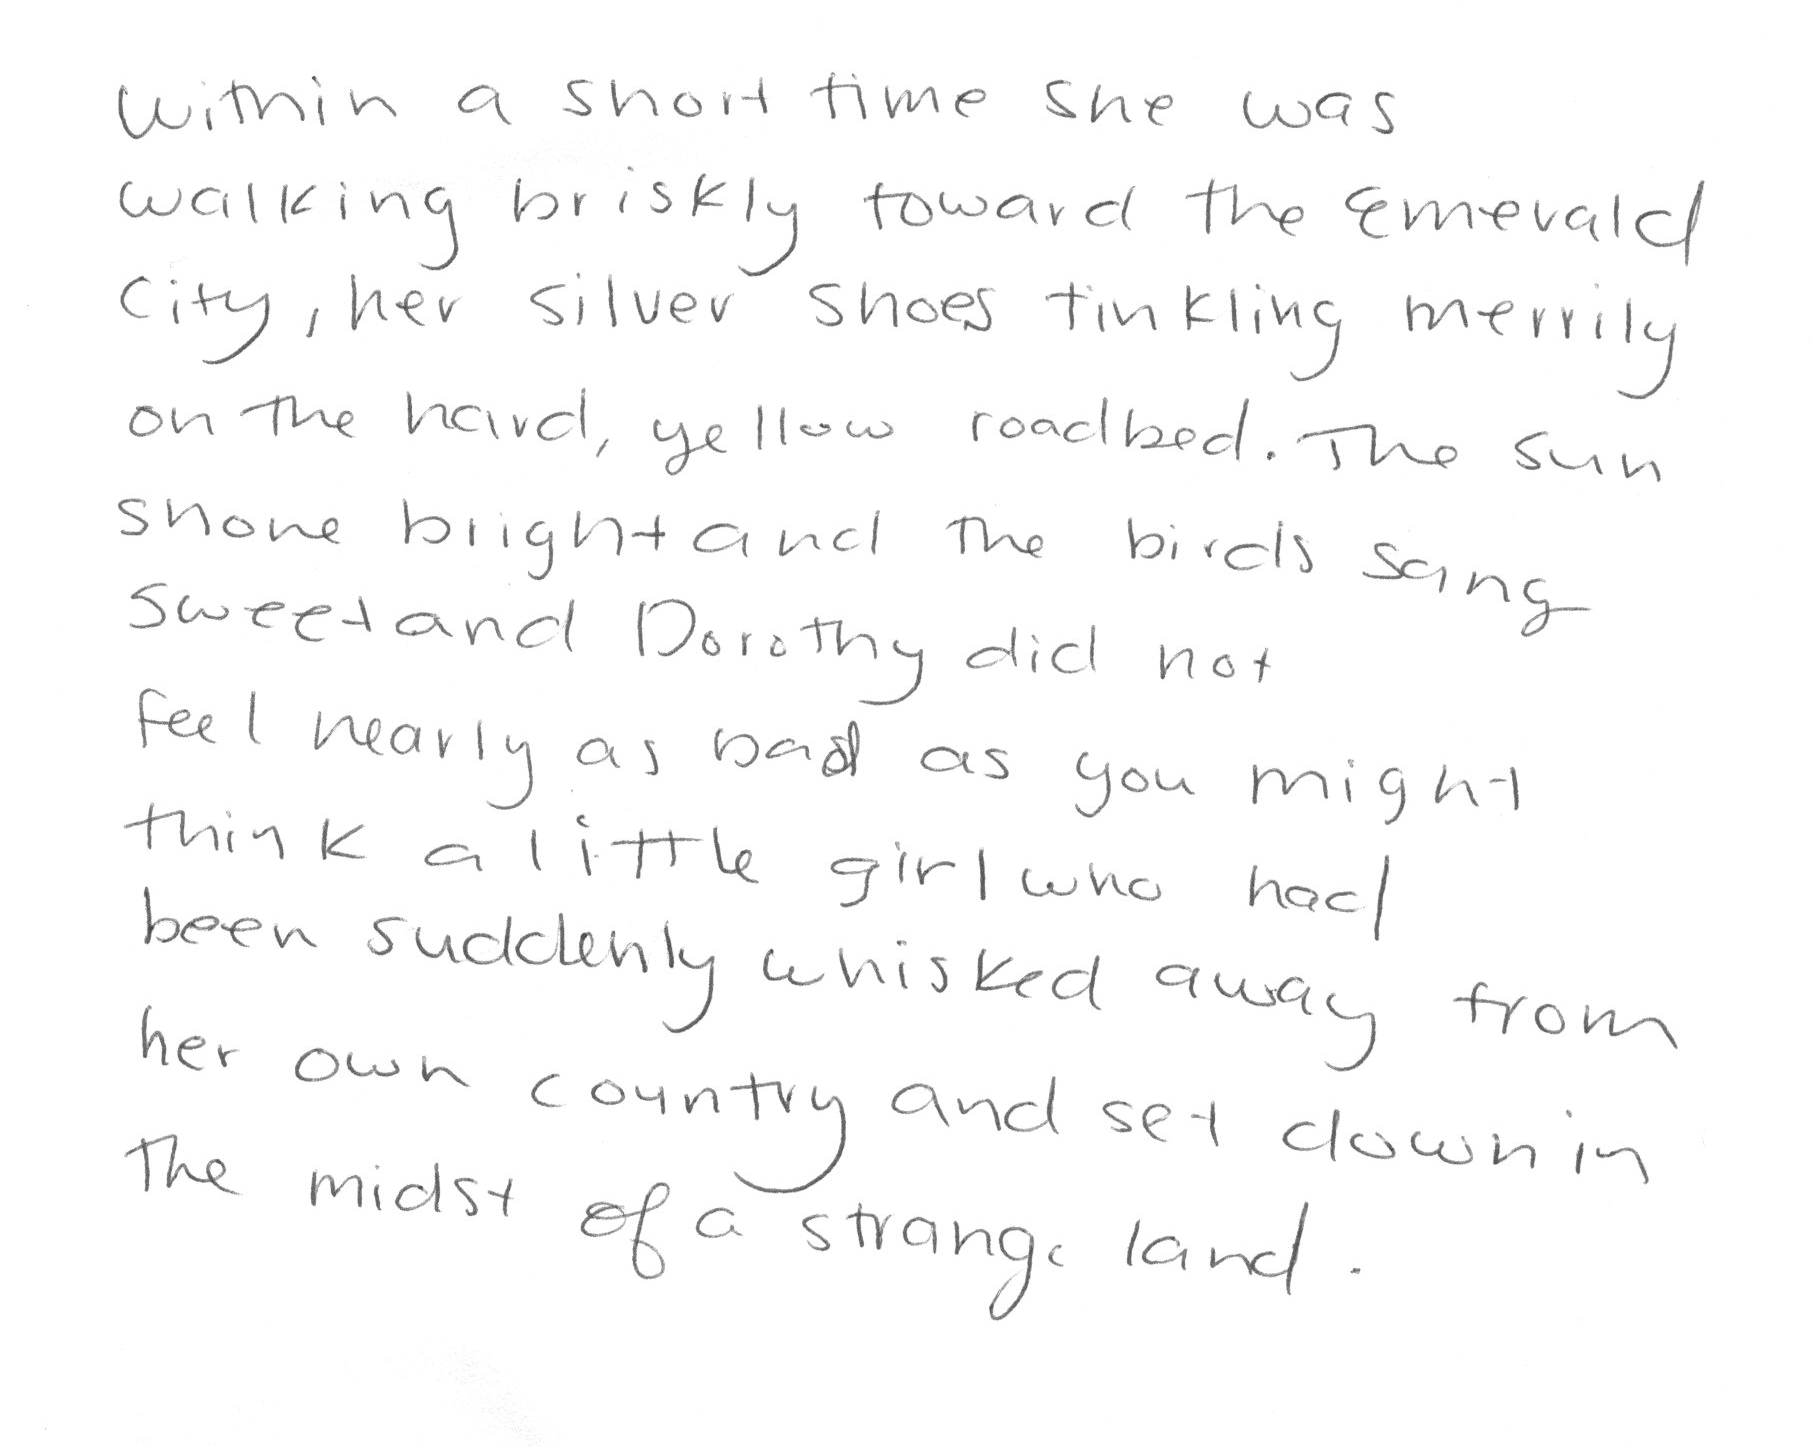 Within a short time she was
walking briskly toward the Emerald
City, her silver shoes tinkling merrily
on the hard, yellow roadbed. The sun
shone bright and the birds sang
sweet and Dorothy did not
feel nearly as bad as you might
think a little girl who had
been suddenly whisked away from
her own country and set down in
the midst of a strange land.